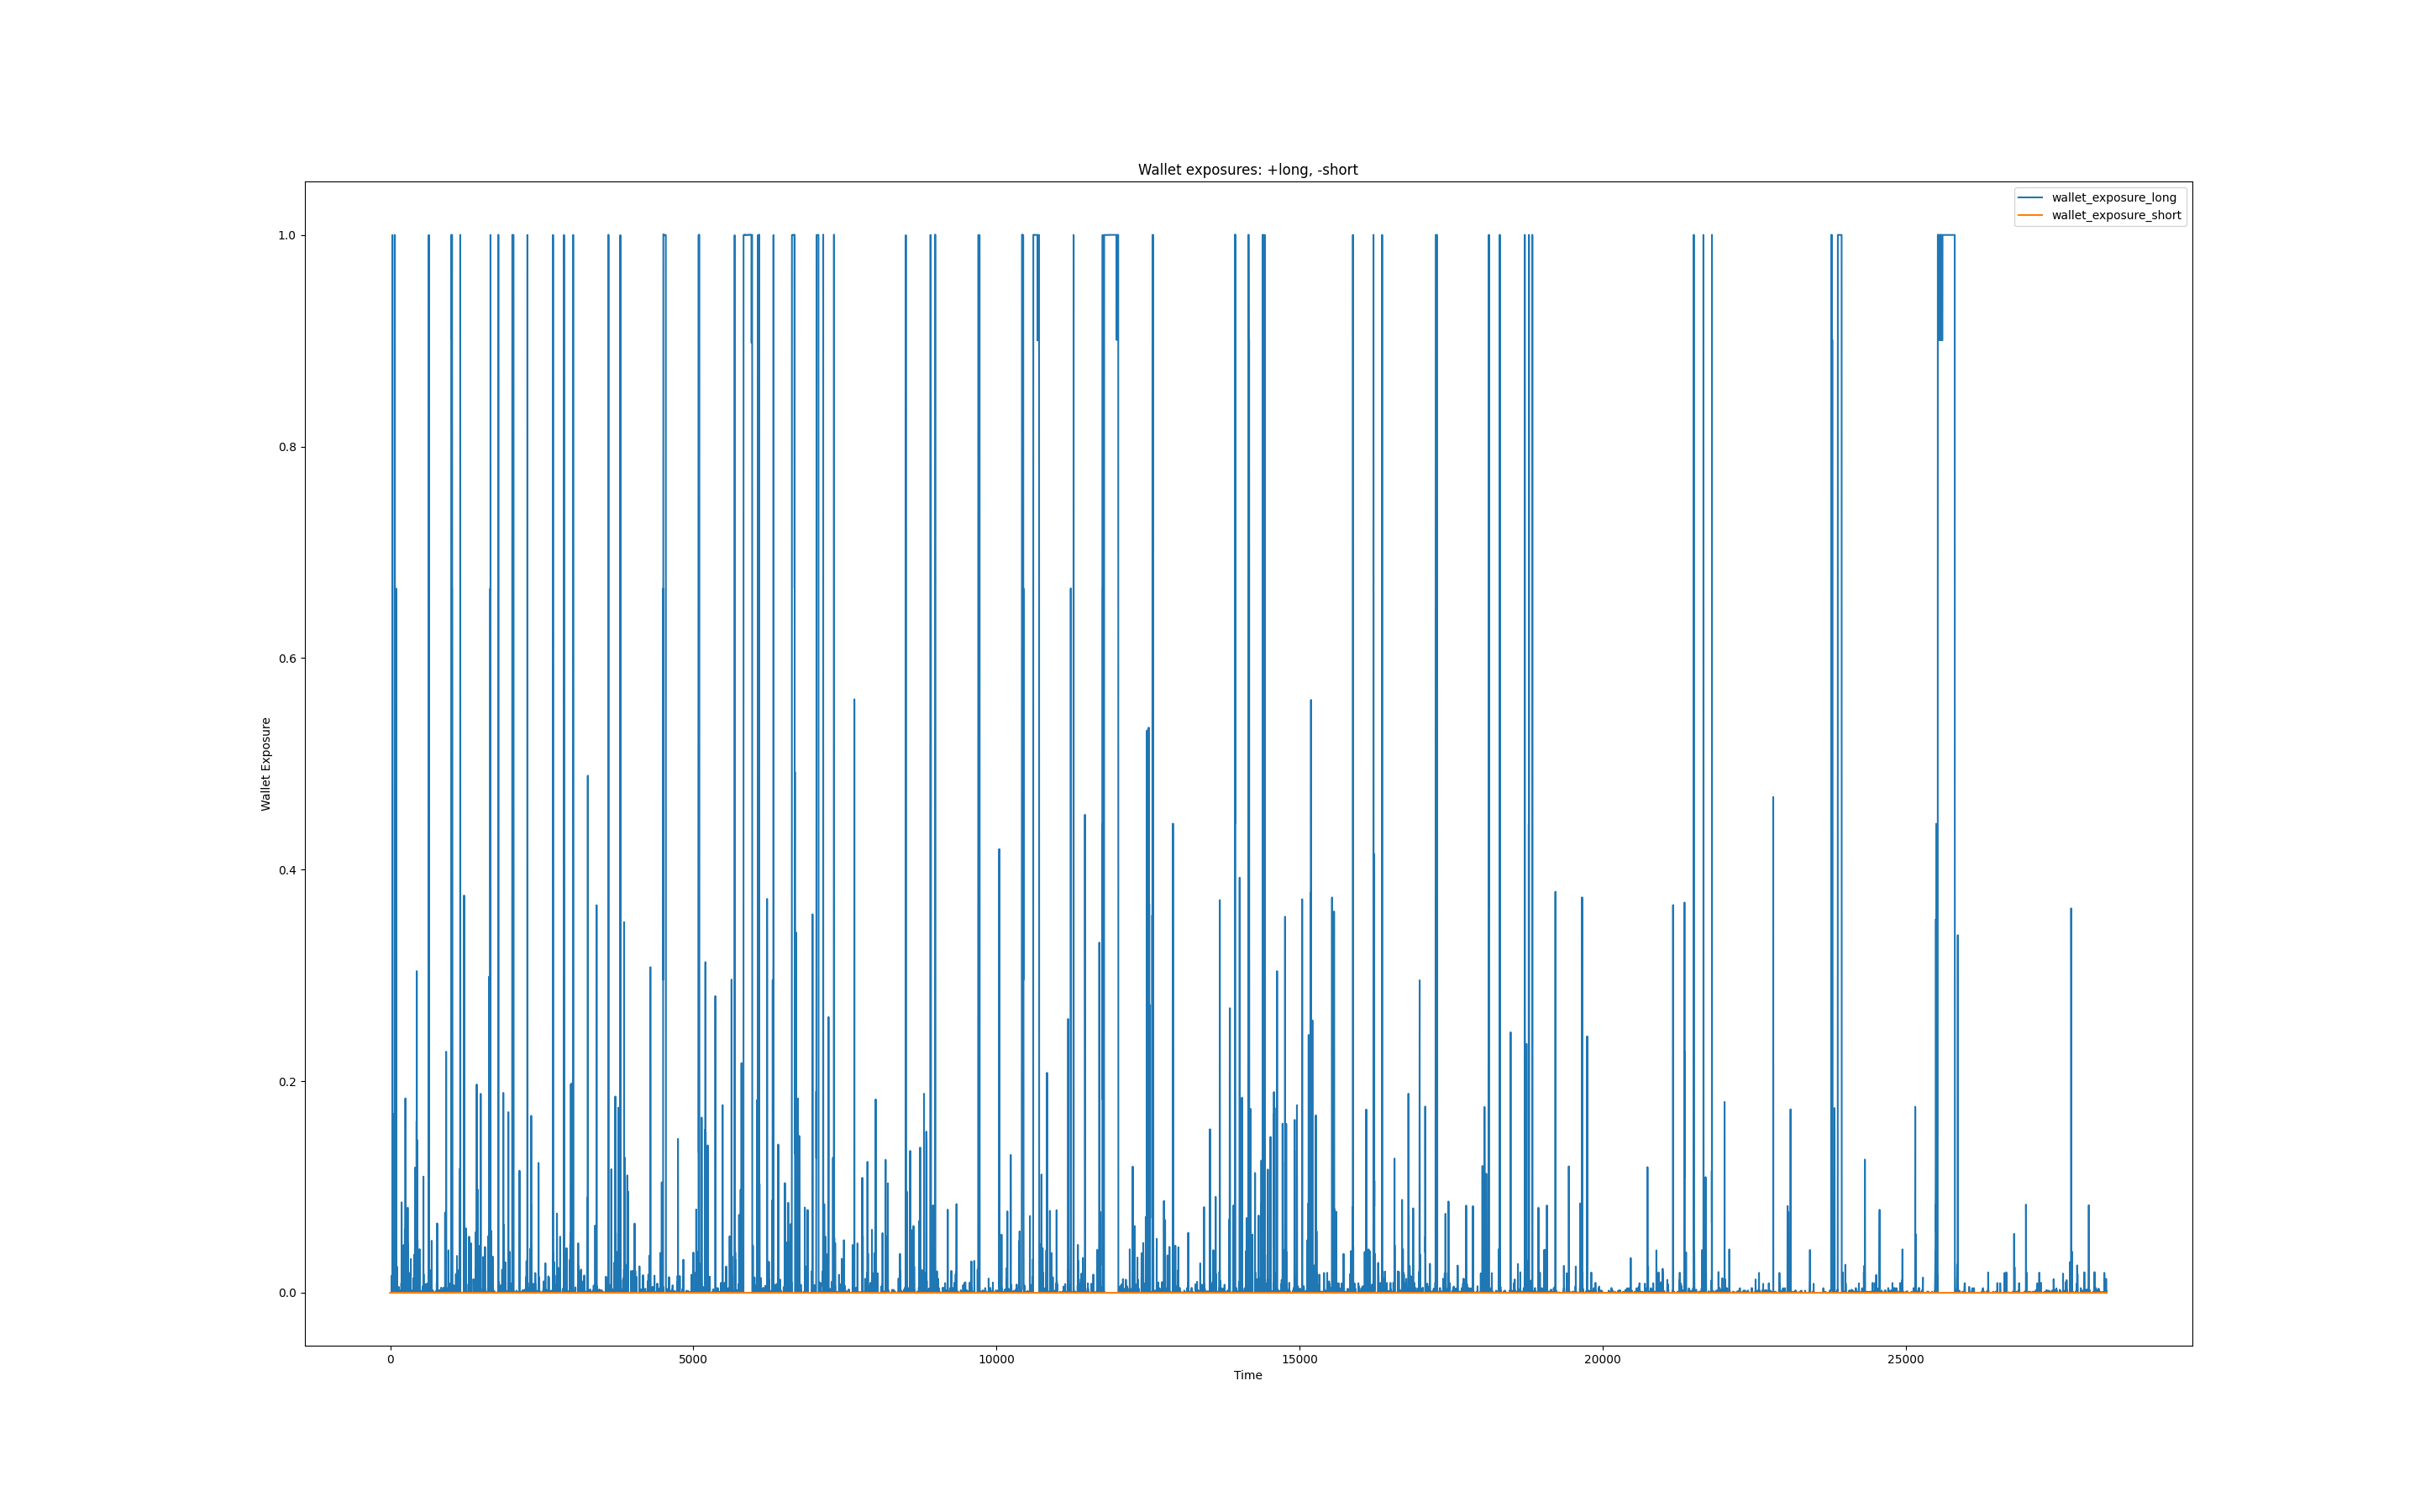 Wallet exposures: +long, -short
wallet_exposure_long
wallet_exposure_short
1.0
0.8
0.6
0.4
0.2
0.0
Wallet Exposure
0 5000 10000 15000 20000 25000
Time